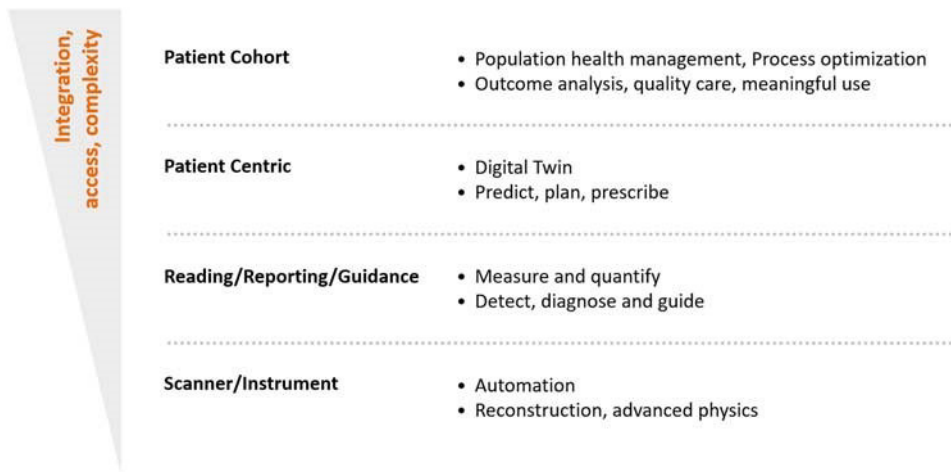 Integration,
access, complexity
Patient Cohort
• Population health management, Process optimization
• Outcome analysis, quality care, meaningful use
Patient Centric
• Digital Twin
• Predict, plan, prescribe
Reading/Reporting/Guidance
• Measure and quantify
• Detect, diagnose and guide
Scanner/Instrument
• Automation
• Reconstruction, advanced physics